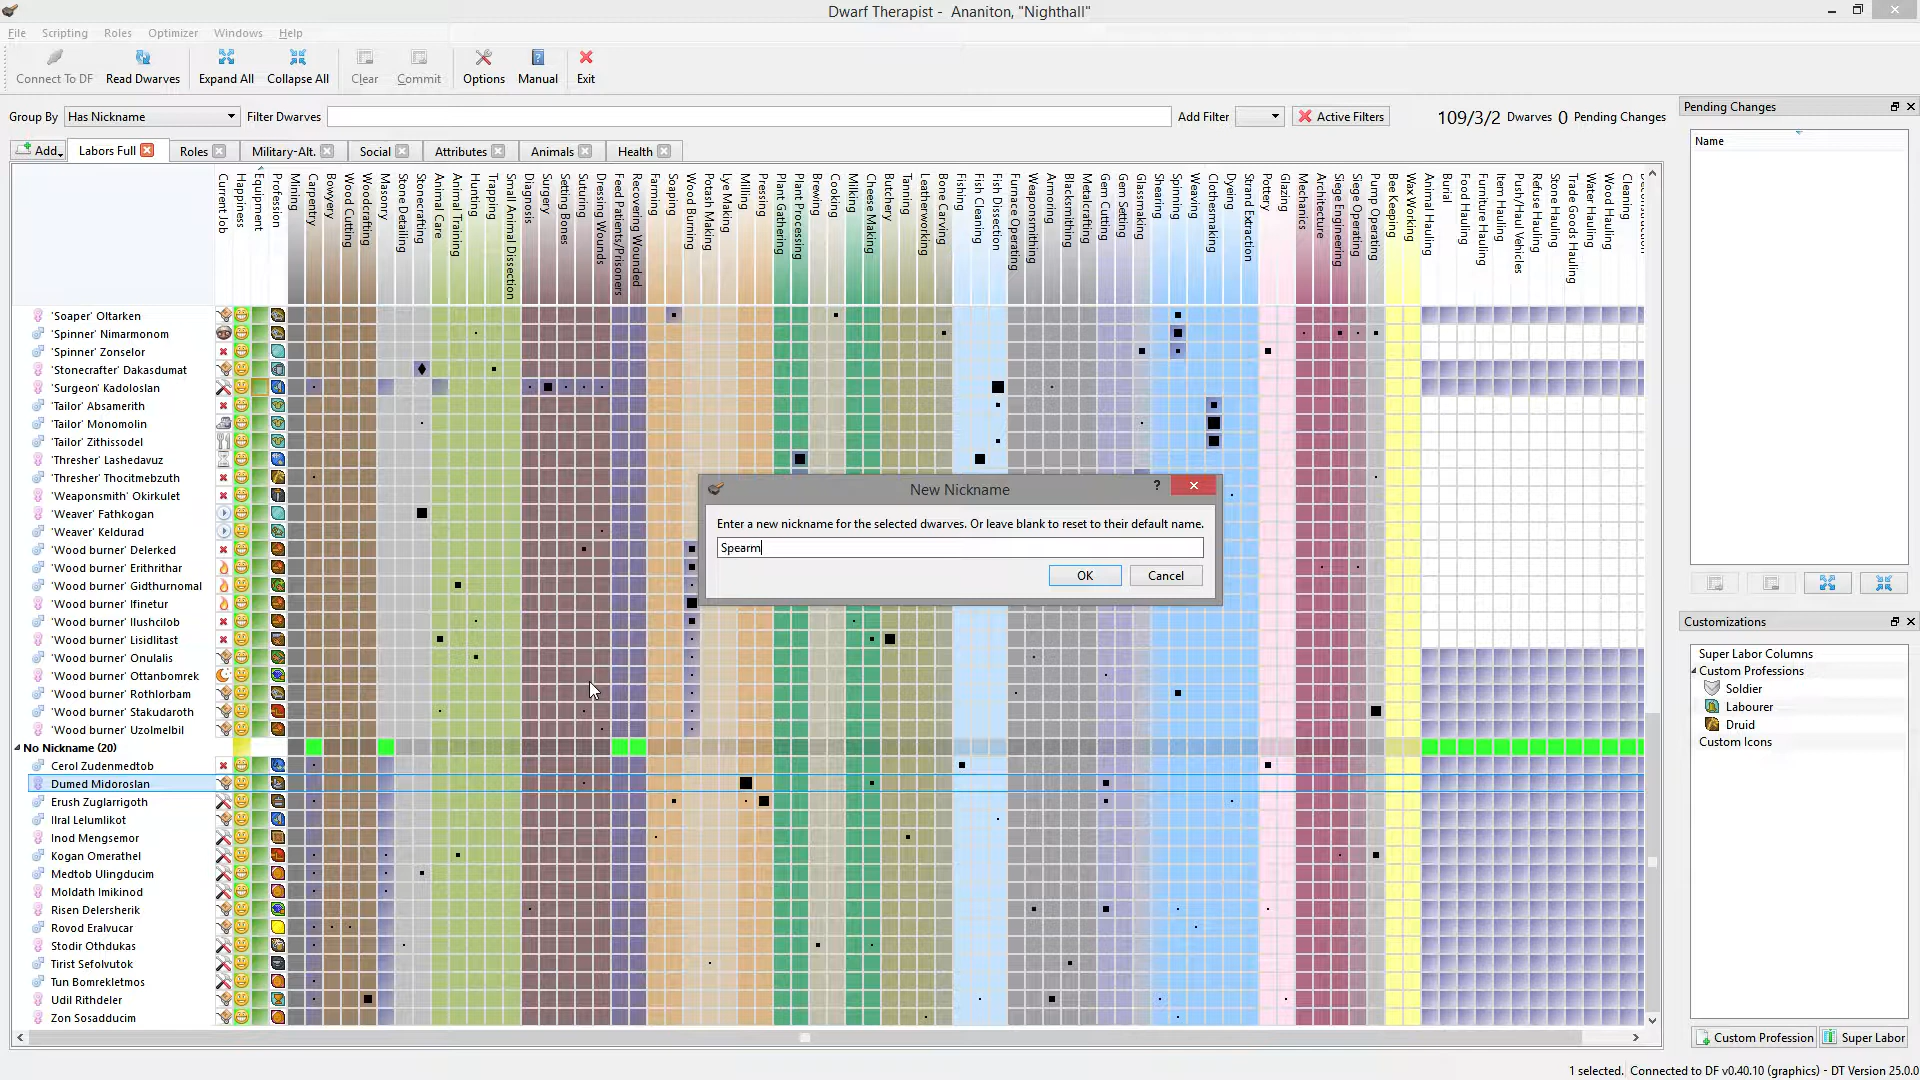 Dwarf Therapist - Ananiton, "Nighthall"
File Scripting Roles Optimizer Windows Help
Connect To DF Read Dwarves Expand All Collapse All Clear Commit Options Manual Exit
Group By Has Nickname Filter Dwarves Add Filter Active Filters 109/3/2 Dwarves 0 Pending Changes
Add Labors Full Roles Military-Alt. Social Attributes Animals Health
Current Job
Happiness
Equipment
Profession
Mining
Carpentry
Bowyery
Wood Cutting
Woodcrafting
Masonry
Stone Detailing
Stonecrafting
Animal Care
Animal Training
Hunting
Trapping
Small Animal Dissection
Diagnosis
Surgery
Setting Bones
Suturing
Dressing Wounds
Feed Patients/Prisoners
Recovering Wounded
Farming
Soaping
Wood Burning
Potash Making
Lye Making
Milling
Pressing
Plant Gathering
Plant Processing
Brewing
Cooking
Milking
Cheese Making
Butchery
Tanning
Leatherworking
Bone Carving
Fishing
Fish Cleaning
Fish Dissection
Furnace Operating
Weaponsmithing
Armoring
Blacksmithing
Metalcrafting
Gem Cutting
Gem Setting
Glassmaking
Shearing
Spinning
Weaving
Clothesmaking
Dyeing
Strand Extraction
Pottery
Glazing
Mechanics
Architecture
Siege Engineering
Siege Operating
Pump Operating
Bee Keeping
Wax Working
Animal Hauling
Burial
Food Hauling
Furniture Hauling
Item Hauling
Push/Haul Vehicles
Refuse Hauling
Stone Hauling
Trade Goods Hauling
Water Hauling
Wood Hauling
Cleaning
'Soaper' Oltarken
'Spinner' Nimarmonom
'Spinner' Zonselor
'Stonecrafter' Dakasdumat
'Surgeon' Kadoloslan
'Tailor' Absamerith
'Tailor' Monomolin
'Tailor' Zithissodel
'Thresher' Lashedavuz
'Thresher' Thocitmebzuth
'Weaponsmith' Okirkulet
'Weaver' Fathkogan
'Weaver' Keldurad
'Wood burner' Delerked
'Wood burner' Erithrithar
'Wood burner' Gidthurnomal
'Wood burner' Ifinetur
'Wood burner' Ilushcilob
'Wood burner' Lisidlitast
'Wood burner' Onulalis
'Wood burner' Ottanbomrek
'Wood burner' Rothlorbam
'Wood burner' Stakudaroth
'Wood burner' Uzolmelbil
No Nickname (20)
Cerol Zudenmedtob
Dumed Midoroslan
Erush Zuglarrigoth
Ilral Lelumlikot
Inod Mengsemor
Kogan Omerathel
Medtob Ulingducim
Moldath Imikinod
Risen Delersherik
Rovod Eralvucar
Stodir Othdukas
Tirist Sefolvutok
Tun Bomrekletmos
Udil Rithdeler
Zon Sosadducim
New Nickname
?
Enter a new nickname for the selected dwarves. Or leave blank to reset to their default name.
Spearm
OK Cancel
Pending Changes
Name
Customizations
Super Labor Columns
Custom Professions
Soldier
Labourer
Druid
Custom Icons
Custom Profession Super Labor
1 selected. Connected to DF v0.40.10 (graphics) - DT Version 25.0.0